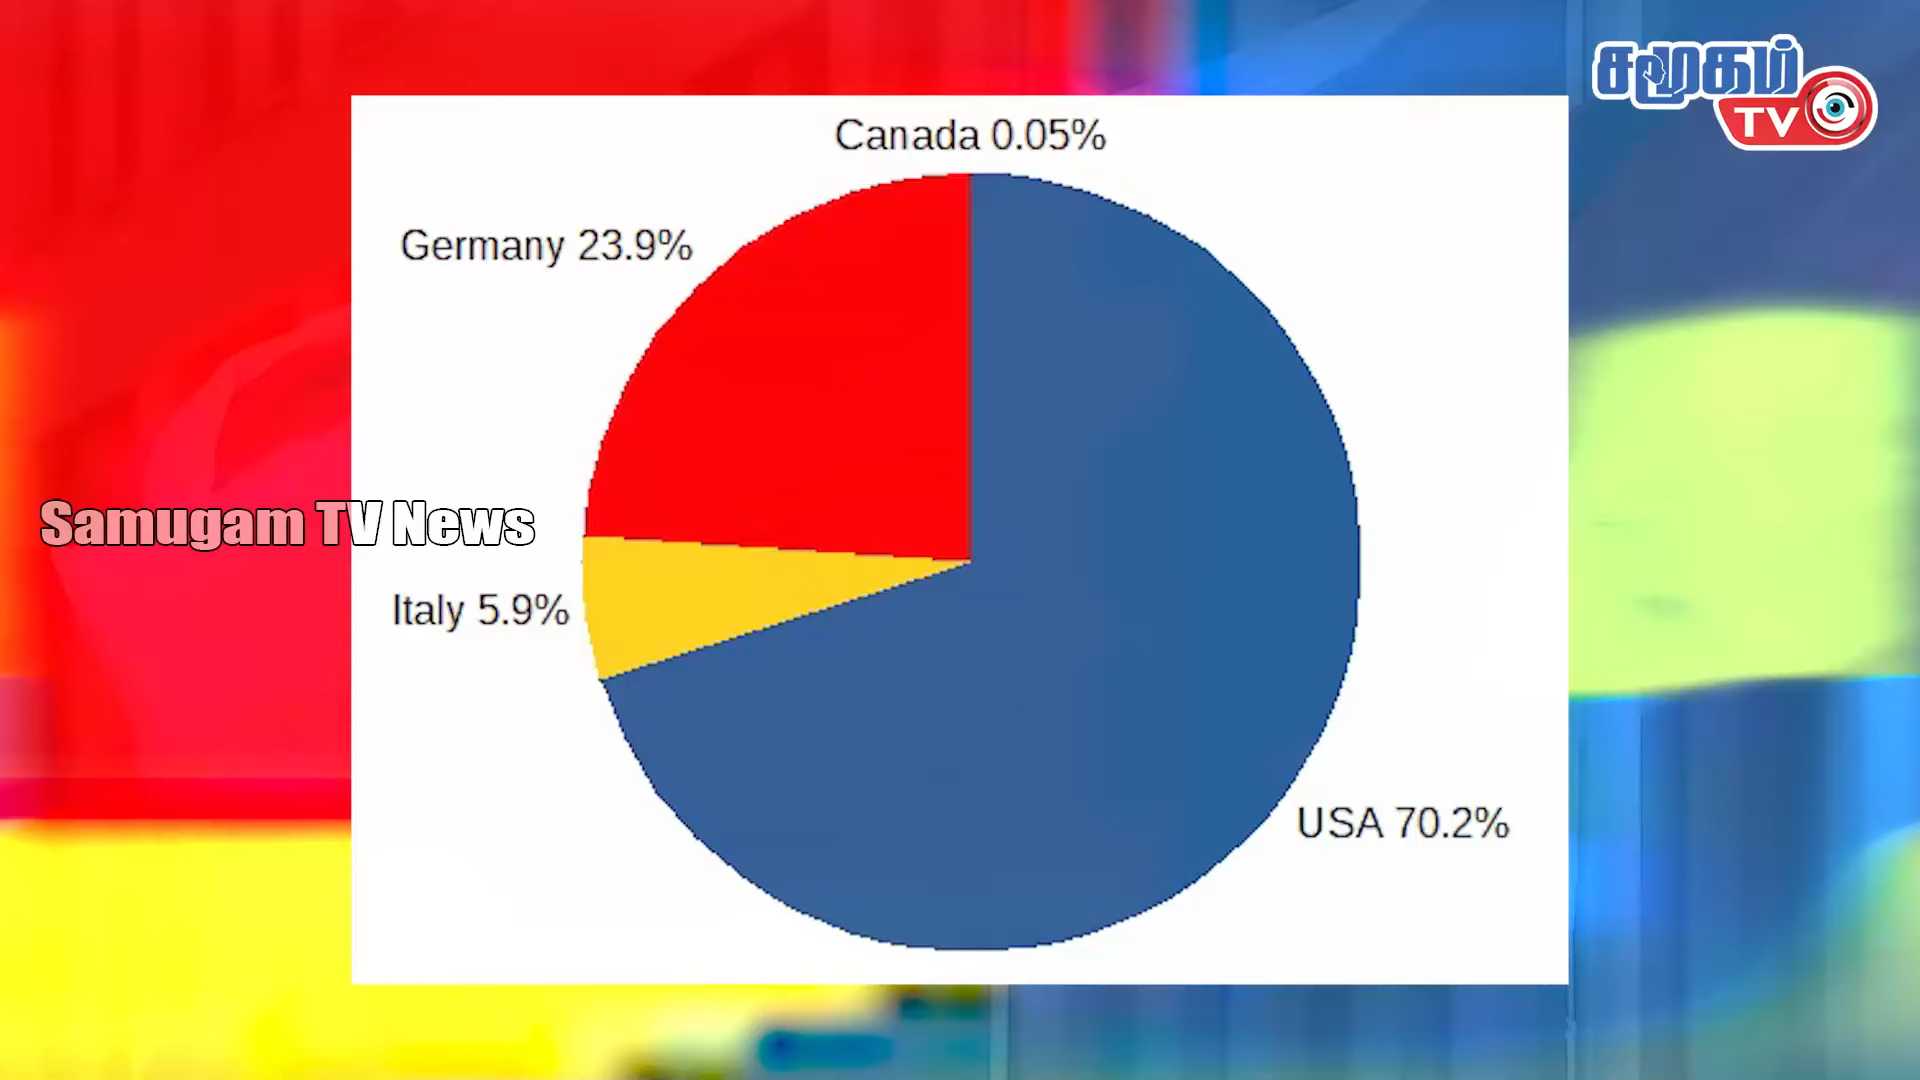 சமூகம்
TV
Canada 0.05%
Germany 23.9%
Samugam TV News
Italy 5.9%
USA 70.2%